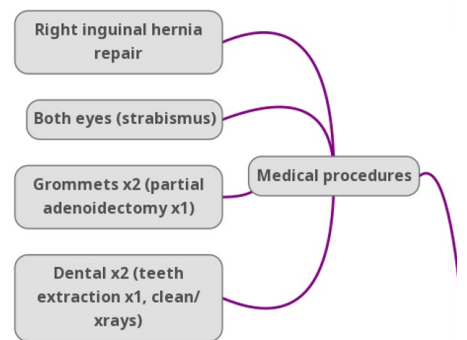 Right inguinal hernia
repair
Both eyes (strabismus)
Medical procedures
Grommets x2 (partial
adenoidectomy x1)
Dental x2 (teeth
extraction x1, clean/
xrays)